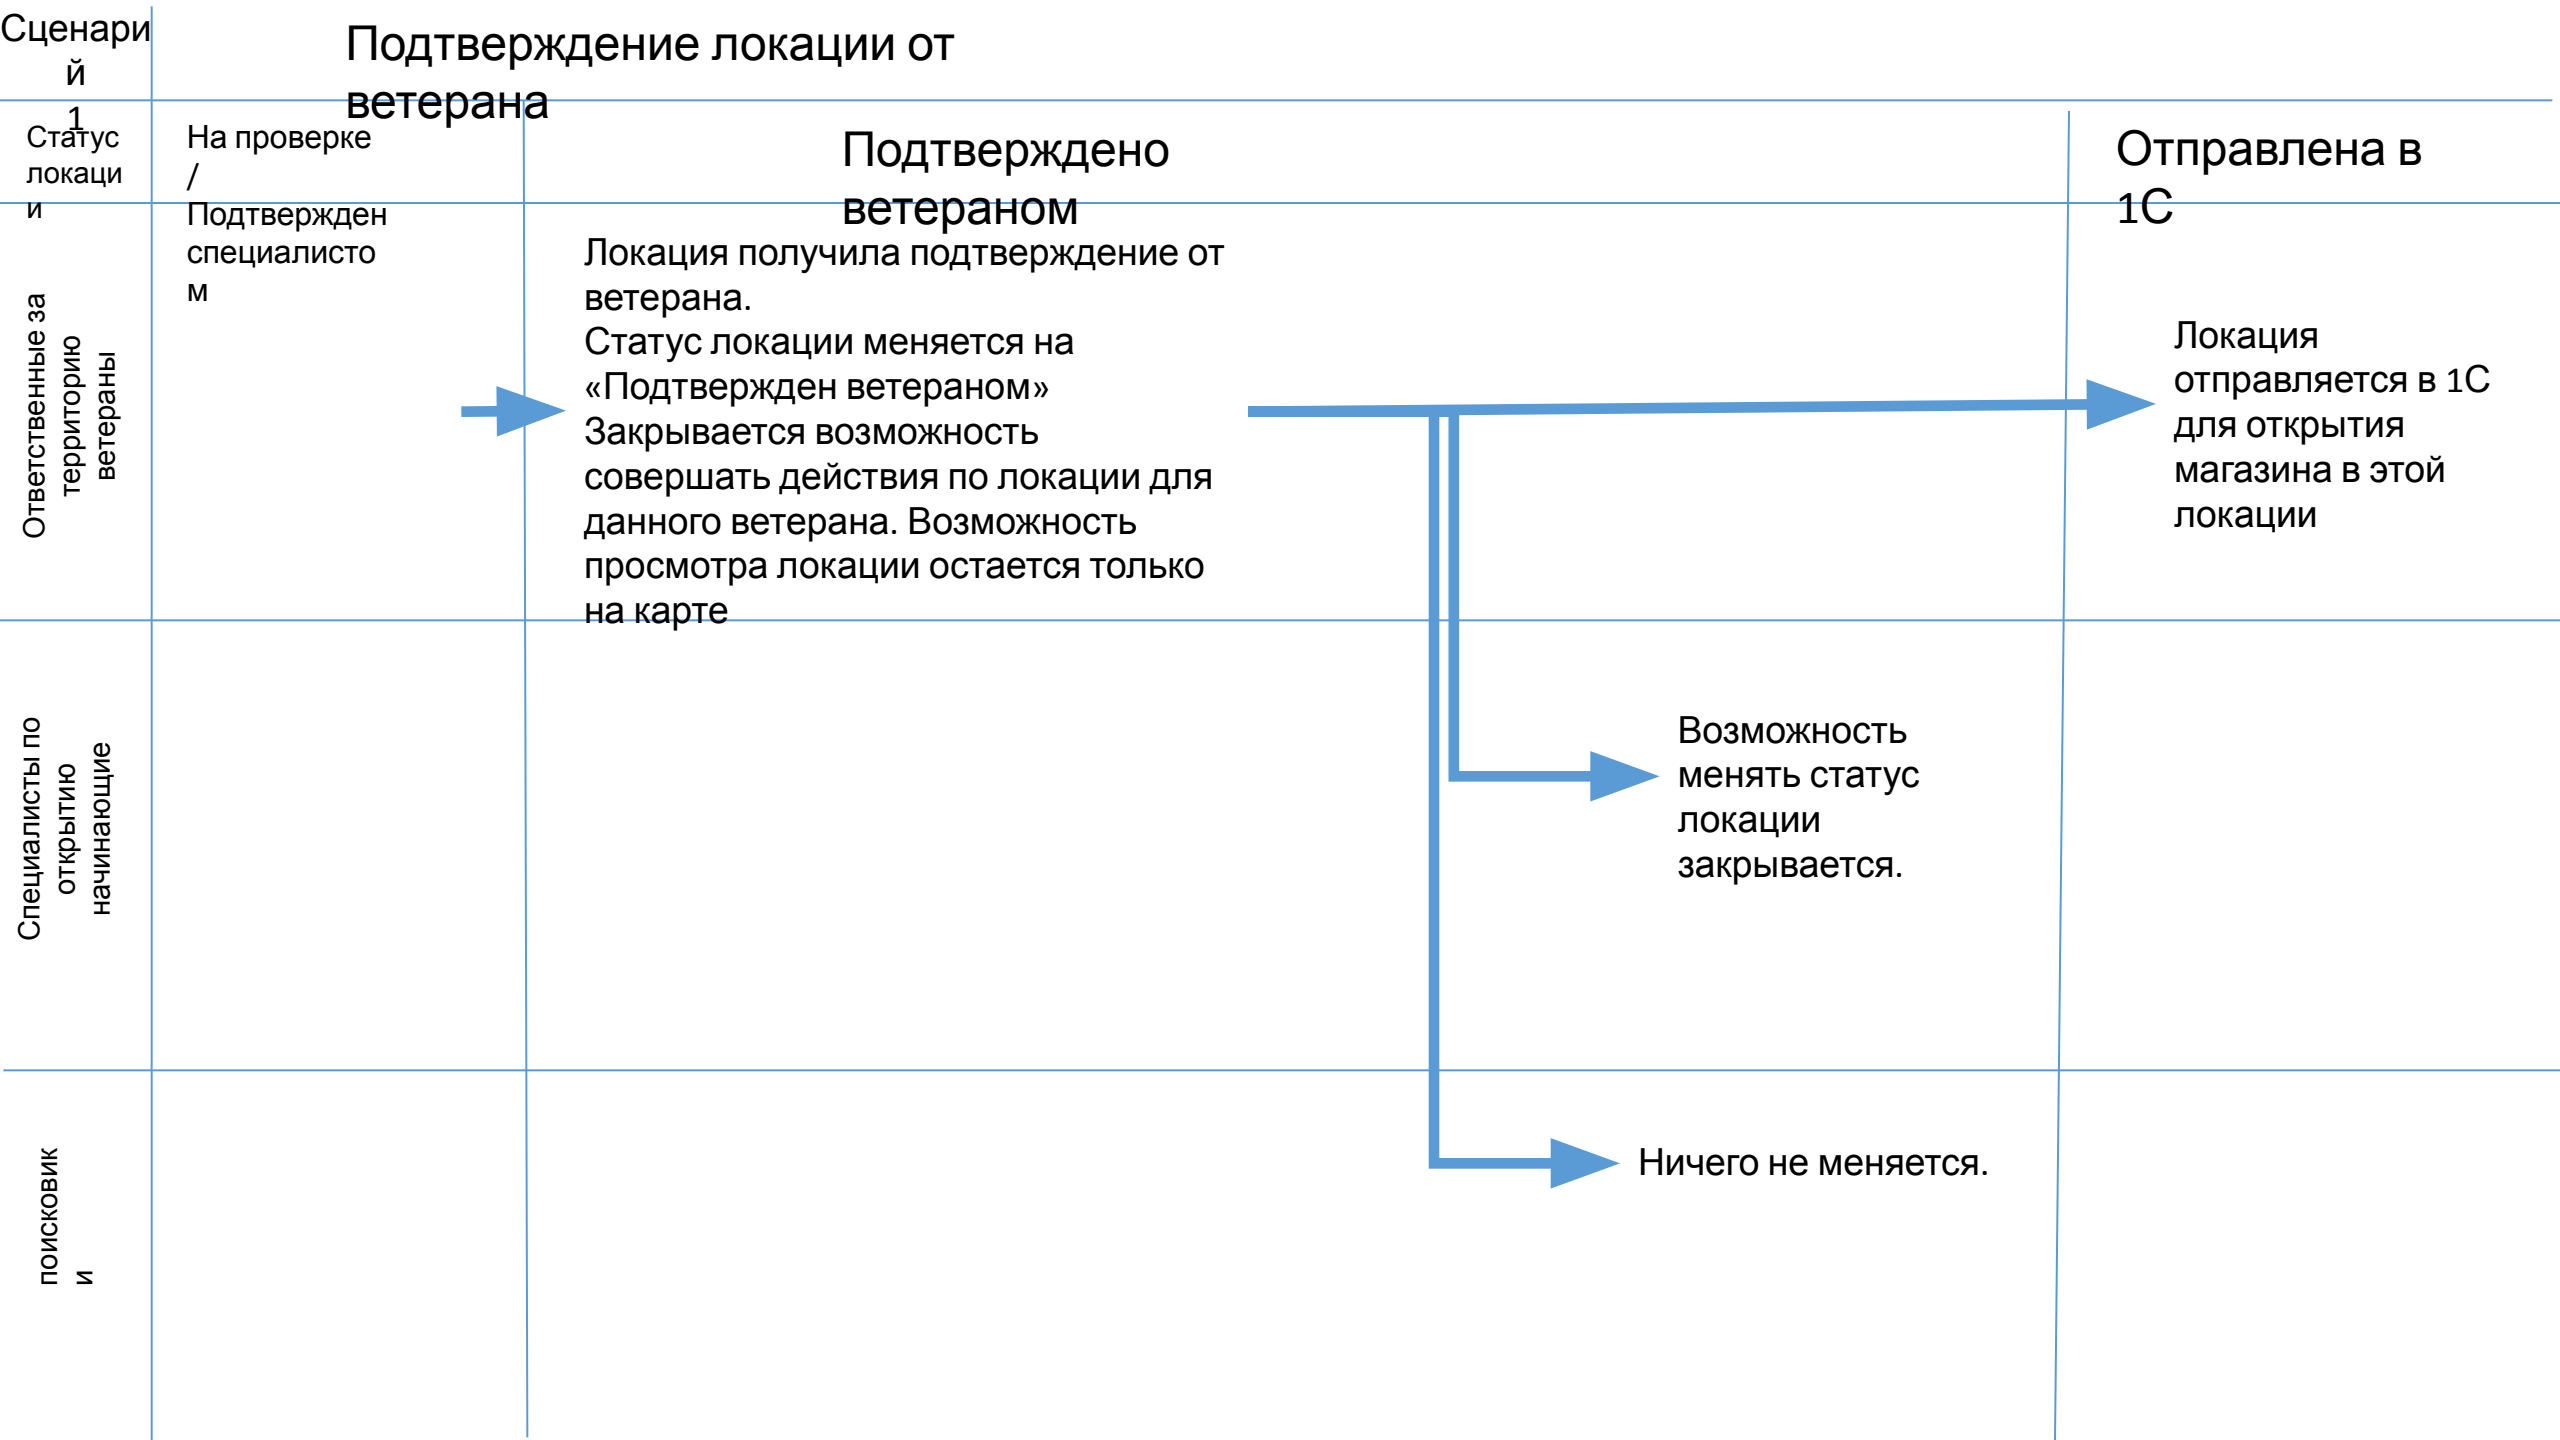 Сценари
й
1
Подтверждение локации от
ветерана
Статус
локаци
и
На проверке
/
Подтвержден
специалисто
м
Подтверждено
ветераном
Отправлена в
1С
Ответственные за
территорию
ветераны
Локация получила подтверждение от
ветерана.
Статус локации меняется на
«Подтвержден ветераном»
Закрывается возможность
совершать действия по локации для
данного ветерана. Возможность
просмотра локации остается только
на карте
Локация
отправляется в 1С
для открытия
магазина в этой
локации
Специалисты по
открытию
начинающие
Возможность
менять статус
локации
закрывается.
поисковик
и
Ничего не меняется.